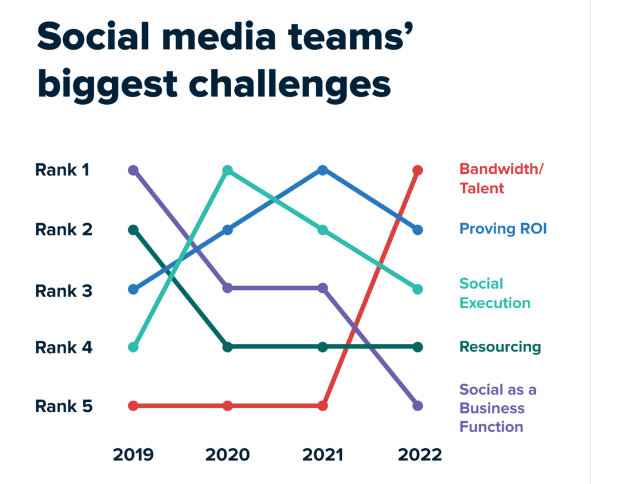 Social media teams’
biggest challenges
Rank 1
Rank 2
Rank 3
Rank 4
Rank 5
2019 2020 2021 2022
Bandwidth/
Talent
Proving ROI
Social
Execution
Resourcing
Social as a
Business
Function